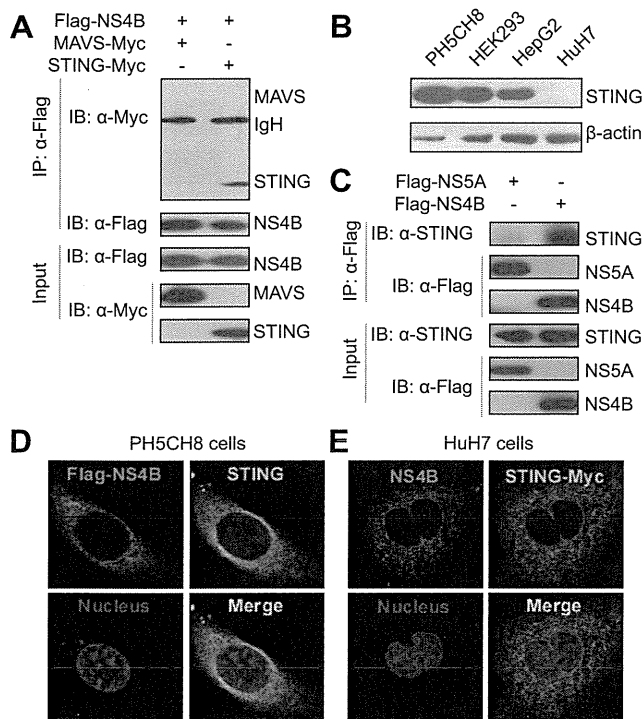 A
Flag-NS4B + +
MAVS-Myc + -
STING-Myc - +
IP: α-Flag
IB: α-Myc
MAVS
IgH
STING
IB: α-Flag
NS4B
Input
IB: α-Flag
NS4B
IB: α-Myc
MAVS
STING
B
PH5CH8
HEK293
HepG2
HuH7
STING
β-actin
C
Flag-NS5A + -
Flag-NS4B - +
IP: α-Flag
IB: α-STING
STING
IB: α-Flag
NS5A
NS4B
Input
IB: α-STING
STING
IB: α-Flag
NS5A
NS4B
D
PH5CH8 cells
Flag-NS4B
STING
Nucleus
Merge
E
HuH7 cells
NS4B
STING-Myc
Nucleus
Merge